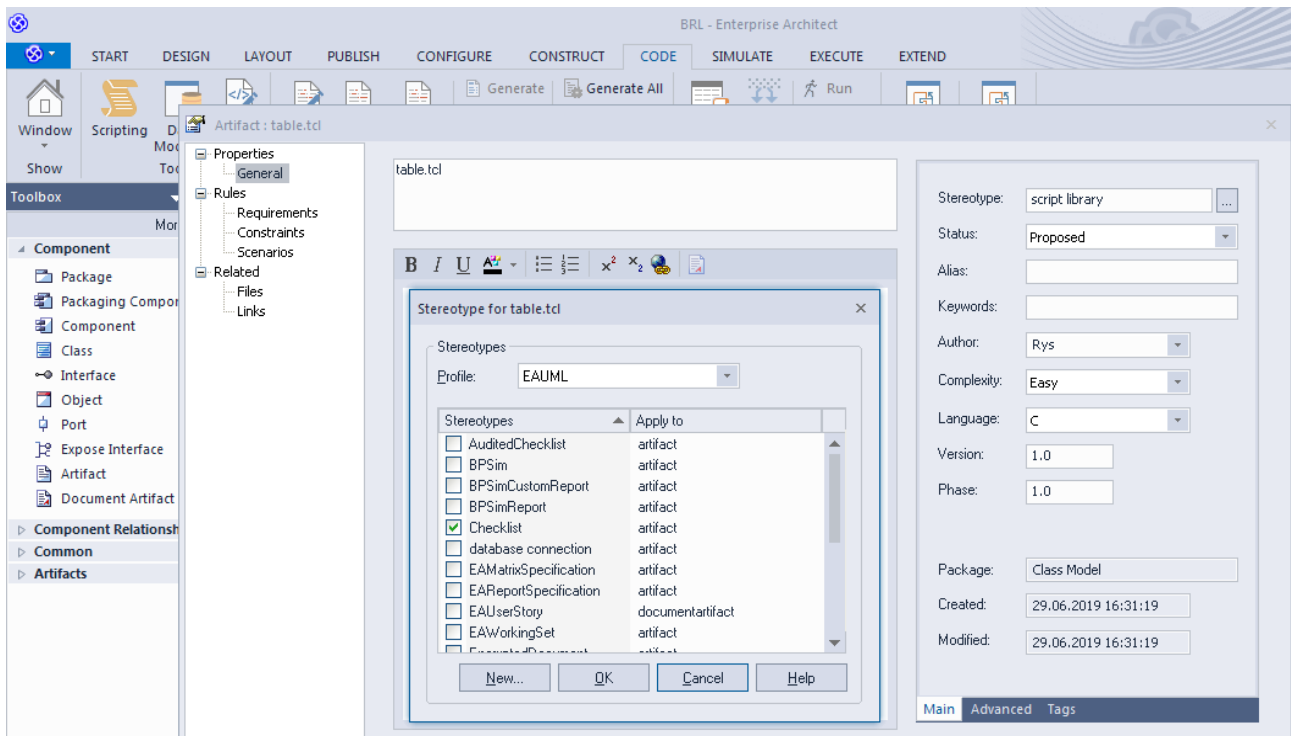 BRL - Enterprise Architect
START DESIGN LAYOUT PUBLISH CONFIGURE CONSTRUCT CODE SIMULATE EXECUTE EXTEND
Generate Generate All Run
Window Scripting
Show
Artifact : table.tcl
Toolbox
Component
Package
Component
Class
Interface
Object
Port
Expose Interface
Artifact
Document Artifact
Common
Artifacts
Properties
General
Rules
Requirements
Constraints
Scenarios
Related
Files
Links
table.tcl
B I U x² x₂
Stereotype for table.tcl
Stereotypes
Profile: EAUML
Stereotypes Apply to
AuditedChecklist artifact
BPSim artifact
BPSimCustomReport artifact
BPSimReport artifact
Checklist artifact
database connection artifact
EAMatrixSpecification artifact
EAReportSpecification artifact
EAUserStory documentartifact
EAWorkingSet artifact
New... OK Cancel Help
Stereotype: script library ...
Status: Proposed
Alias:
Keywords:
Author: Rys
Complexity: Easy
Language: C
Version: 1.0
Phase: 1.0
Package: Class Model
Created: 29.06.2019 16:31:19
Modified: 29.06.2019 16:31:19
Main Advanced Tags